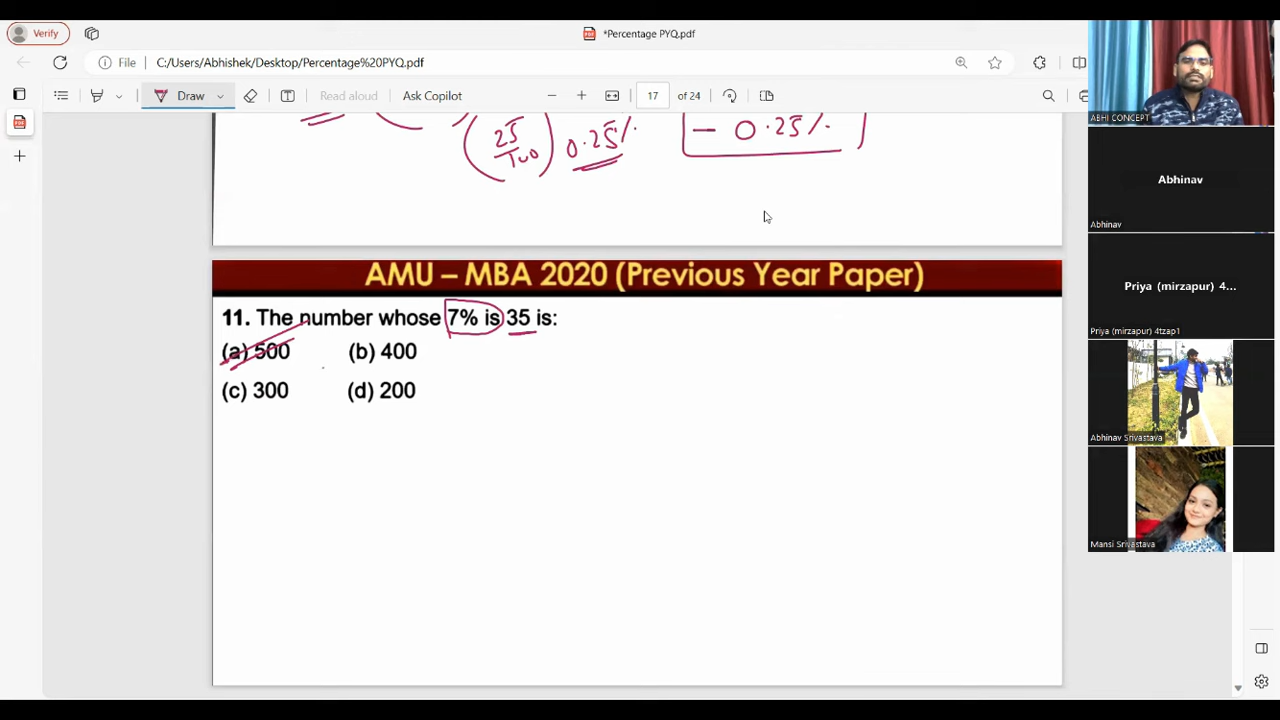 Verify
*Percentage PYQ.pdf
File
C:/Users/Abhishek/Desktop/Percentage%20PYQ.pdf
Draw
Read aloud
Ask Copilot
17 of 24
25
100
0.25%
- 0.25%
AMU – MBA 2020 (Previous Year Paper)
11. The number whose 7% is 35 is:
(a) 500 (b) 400
(c) 300 (d) 200
ABHI CONCEPT
Abhinav
Abhinav
Priya (mirzapur) 4...
Priya (mirzapur) 4tzap1
Abhinav Srivastava
Mansi Srivastava